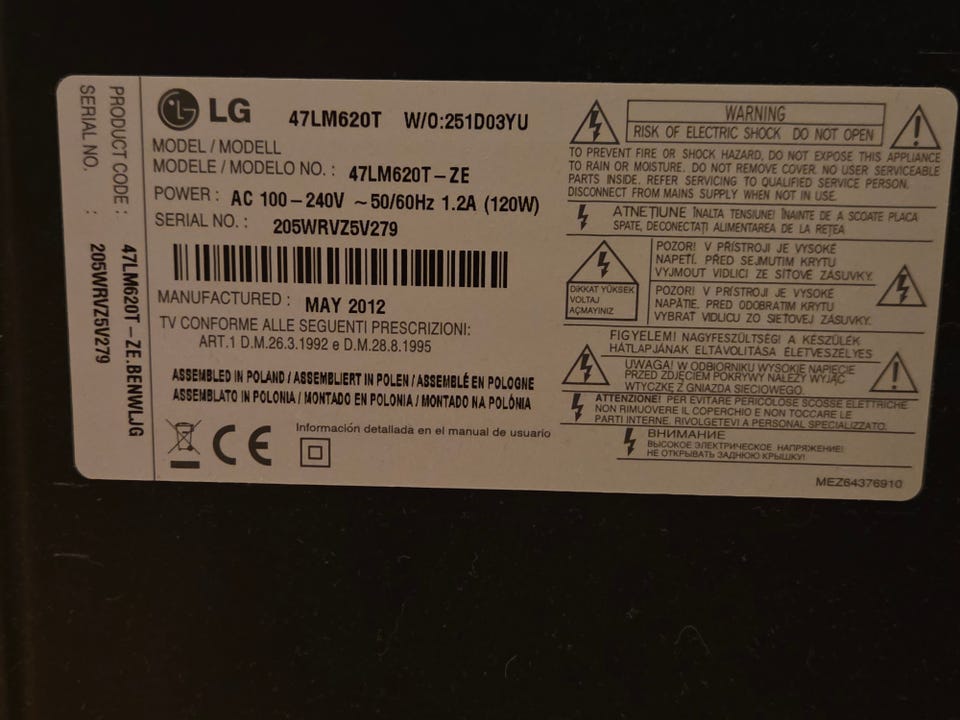 PRODUCT CODE : 47LM620T-ZE.BENWLJG
SERIAL NO. : 205WRVZ5V279
LG 47LM620T W/O:251D03YU
MODEL / MODELL
MODELE / MODELO NO. : 47LM620T-ZE
POWER : AC 100-240V ~50/60Hz 1.2A (120W)
SERIAL NO. : 205WRVZ5V279
MANUFACTURED : MAY 2012
TV CONFORME ALLE SEGUENTI PRESCRIZIONI:
ART.1 D.M.26.3.1992 e D.M.28.8.1995
ASSEMBLED IN POLAND / ASSEMBLIERT IN POLEN / ASSEMBLÉ EN POLOGNE
ASSEMBLATO IN POLONIA / MONTADO EN POLONIA / MONTADO NA POLÔNIA
CE
Información detallada en el manual de usuario
WARNING
RISK OF ELECTRIC SHOCK DO NOT OPEN
TO PREVENT FIRE OR SHOCK HAZARD, DO NOT EXPOSE THIS APPLIANCE
TO RAIN OR MOISTURE. DO NOT REMOVE COVER. NO USER SERVICEABLE
PARTS INSIDE. REFER SERVICING TO QUALIFIED SERVICE PERSON.
DISCONNECT FROM MAINS SUPPLY WHEN NOT IN USE.
ATNEŢIUNE ÎNALTA TENSIUNE! ÎNAINTE DE A SCOATE PLACA
SPATE, DECONECTAŢI ALIMENTAREA DE LA REŢEA
DİKKAT YÜKSEK
VOLTAJ
AÇMAYINIZ
POZOR! V PŘÍSTROJI JE VYSOKÉ
NAPETÍ. PŘED SEJMUTIM KRYTU
VYJMOUT VIDLICI ZE SÍŤOVÉ ZÁSUVKY.
POZOR! V PRÍSTROJI JE VYSOKÉ
NAPÄTIE. PRED ODOBRATÍM KRYTU
VYBRAŤ VIDLICU ZO SIEŤOVEJ ZÁSUVKY.
FIGYELEM! NAGYFESZÜLTSÉG! A KÉSZÜLÉK
HÁTLAPJÁNAK ELTÁVOLÍTÁSA ÉLETVESZÉLYES
UWAGA! W ODBIORNIKU WYSOKIE NAPIĘCIE
PRZED ZDJĘCIEM POKRYWY NALEŻY WYJĄĆ
WTYCZKĘ Z GNIAZDA SIECIOWEGO.
ATTENZIONE! PER EVITARE PERICOLOSE SCOSSE ELETTRICHE
NON RIMUOVERE IL COPERCHIO E NON TOCCARE LE
PARTI INTERNE. RIVOLGETEVI A PERSONAL SPECIALIZZATO.
ВНИМАНИЕ
ВЫСОКОЕ ЭЛЕКТРИЧЕСКОЕ НАПРЯЖЕНИЕ!
НЕ ОТКРЫВАТЬ ЗАДНЮЮ КРЫШКУ!
MEZ64376910